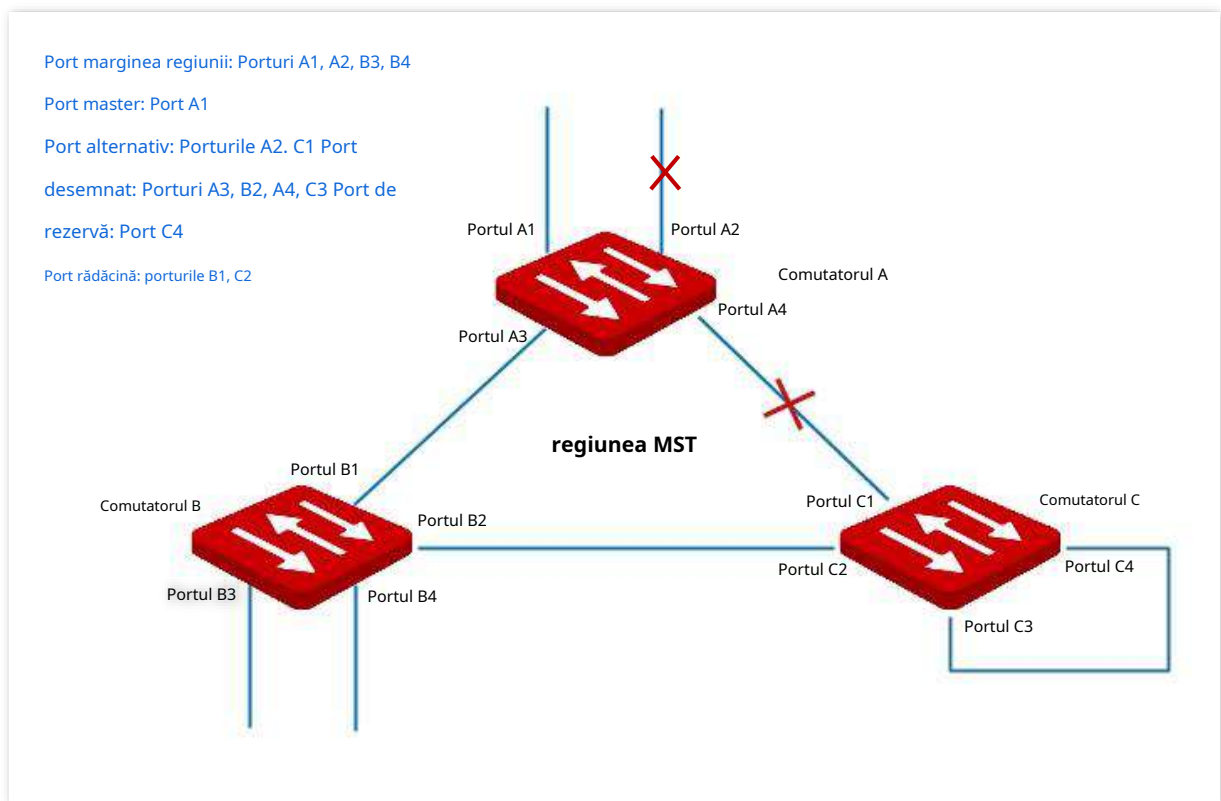 Port marginea regiunii: Porturi A1, A2, B3, B4
Port master: Port A1
Port alternativ: Porturile A2. C1 Port
desemnat: Porturi A3, B2, A4, C3 Port de
rezervă: Port C4
Port rădăcină: porturile B1, C2
Portul A1
Portul A2
Comutatorul A
Portul A4
Portul A3
regiunea MST
Portul B1
Comutatorul B
Portul B2
Portul C1
Comutatorul C
Portul C2
Portul C4
Portul B3
Portul B4
Portul C3